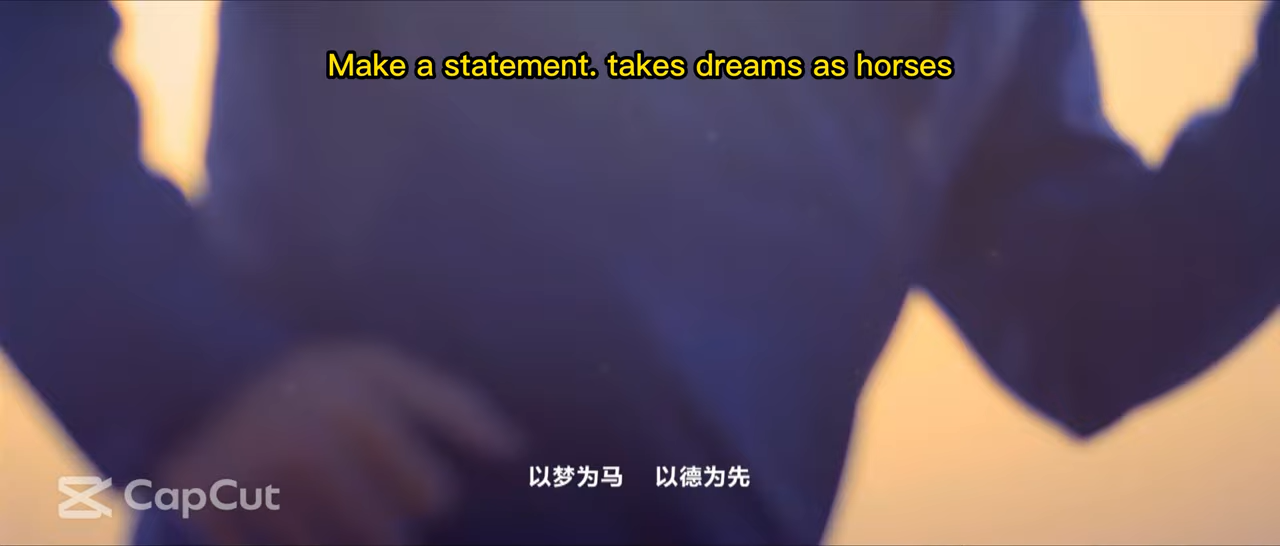 Make a statement. takes dreams as horses
以梦为马 以德为先
CapCut